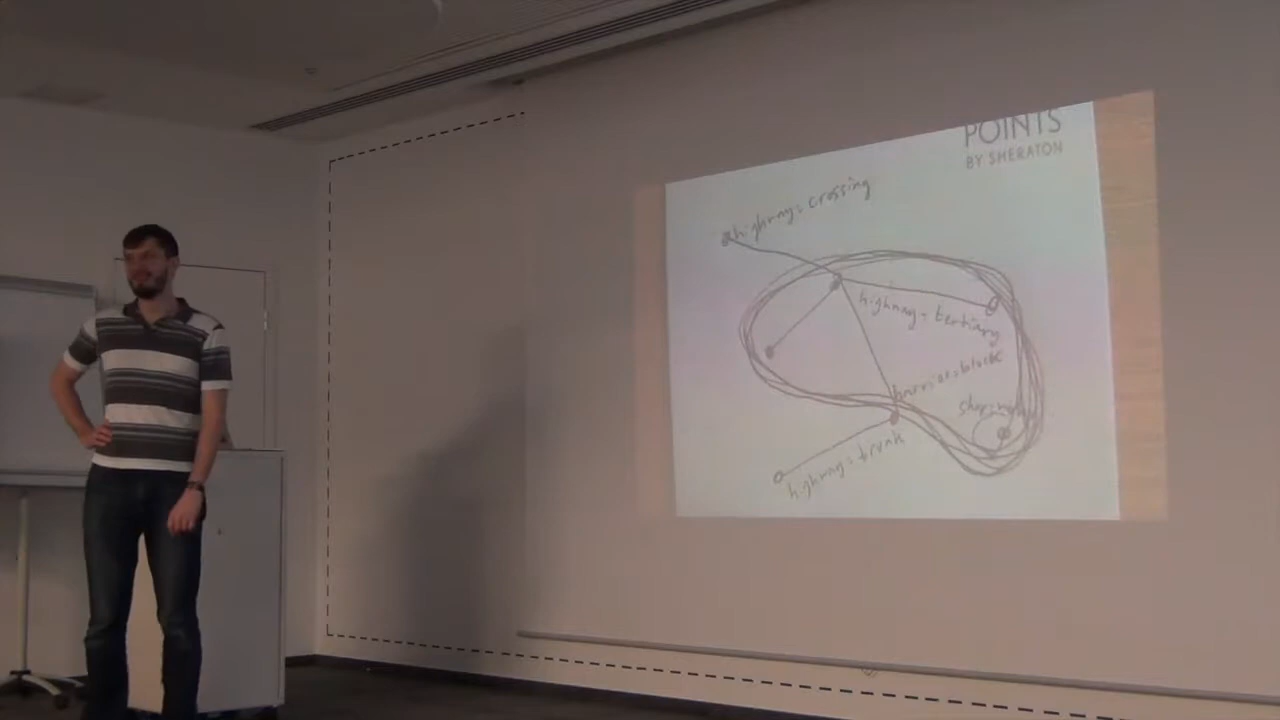 POINTS
BY SHERATON
highway=crossing
highway=tertiary
barrier=block
highway=trunk